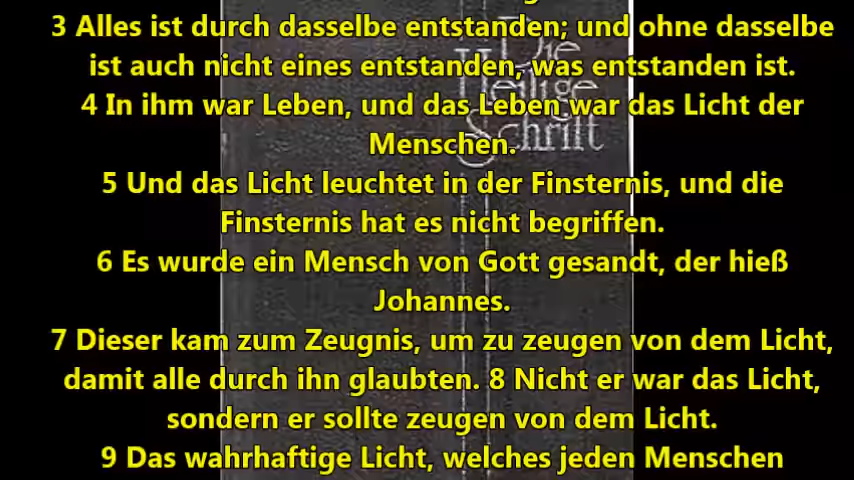 3 Alles ist durch dasselbe entstanden; und ohne dasselbe
ist auch nicht eines entstanden, was entstanden ist.
4 In ihm war Leben, und das Leben war das Licht der
Menschen.
5 Und das Licht leuchtet in der Finsternis, und die
Finsternis hat es nicht begriffen.
6 Es wurde ein Mensch von Gott gesandt, der hieß
Johannes.
7 Dieser kam zum Zeugnis, um zu zeugen von dem Licht,
damit alle durch ihn glaubten. 8 Nicht er war das Licht,
sondern er sollte zeugen von dem Licht.
9 Das wahrhaftige Licht, welches jeden Menschen
Die
Heilige
Schrift